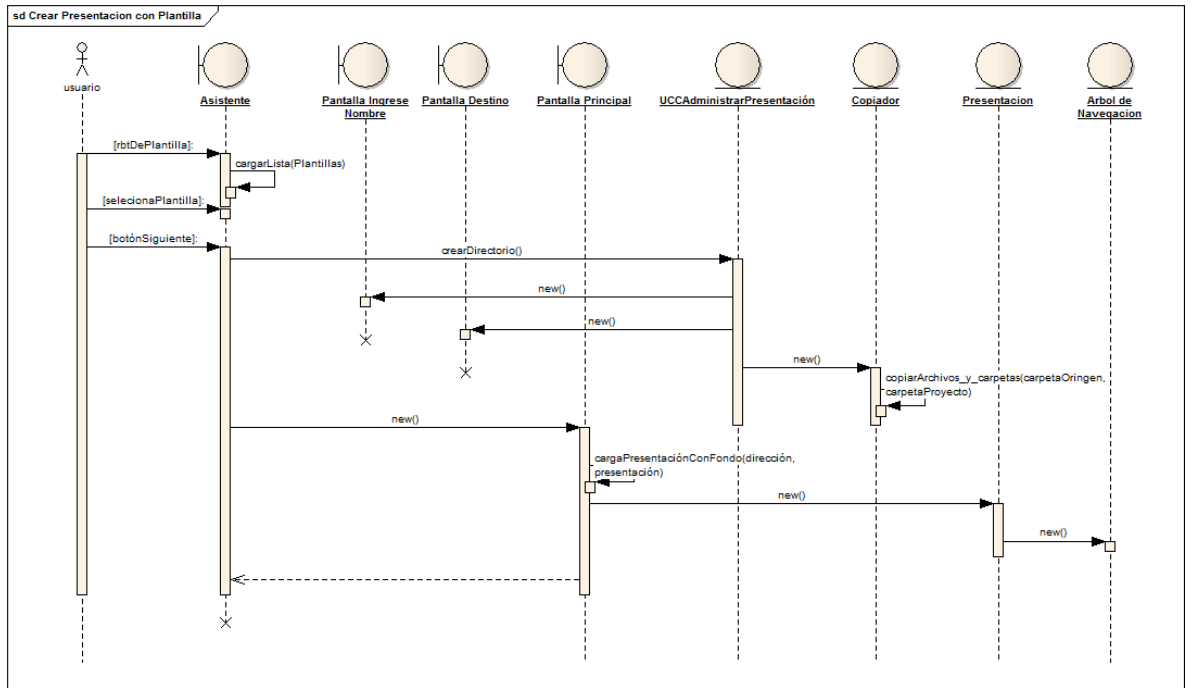 sd Crear Presentacion con Plantilla
usuario
Asistente
Pantalla Ingrese
Nombre
Pantalla Destino
Pantalla Principal
UCCAdministrarPresentación
Copiador
Presentacion
Arbol de
Navegacion
[rbtDePlantilla]:
cargarLista(Plantillas)
[selecionaPlantilla]:
[botónSiguiente]:
crearDirectorio()
new()
new()
new()
copiarArchivos_y_carpetas(carpetaOringen,
carpetaProyecto)
new()
cargaPresentaciónConFondo(dirección,
presentación)
new()
new()